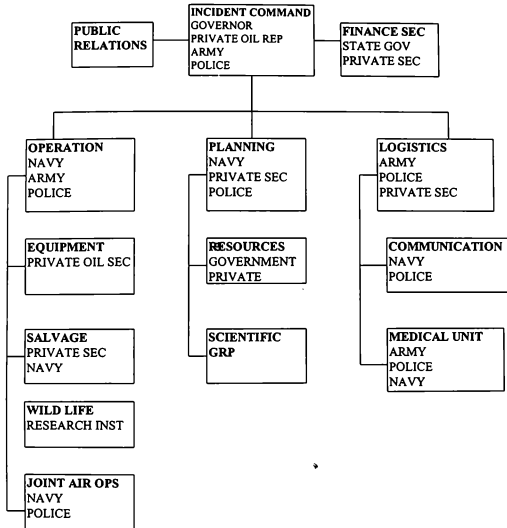 PUBLIC
RELATIONS
INCIDENT COMMAND
GOVERNOR
PRIVATE OIL REP
ARMY
POLICE
FINANCE SEC
STATE GOV
PRIVATE SEC
OPERATION
NAVY
ARMY
POLICE
PLANNING
NAVY
PRIVATE SEC
POLICE
LOGISTICS
ARMY
POLICE
PRIVATE SEC
EQUIPMENT
PRIVATE OIL SEC
RESOURCES
GOVERNMENT
PRIVATE
COMMUNICATION
NAVY
POLICE
SALVAGE
PRIVATE SEC
NAVY
SCIENTIFIC
GRP
MEDICAL UNIT
ARMY
POLICE
NAVY
WILD LIFE
RESEARCH INST
JOINT AIR OPS
NAVY
POLICE